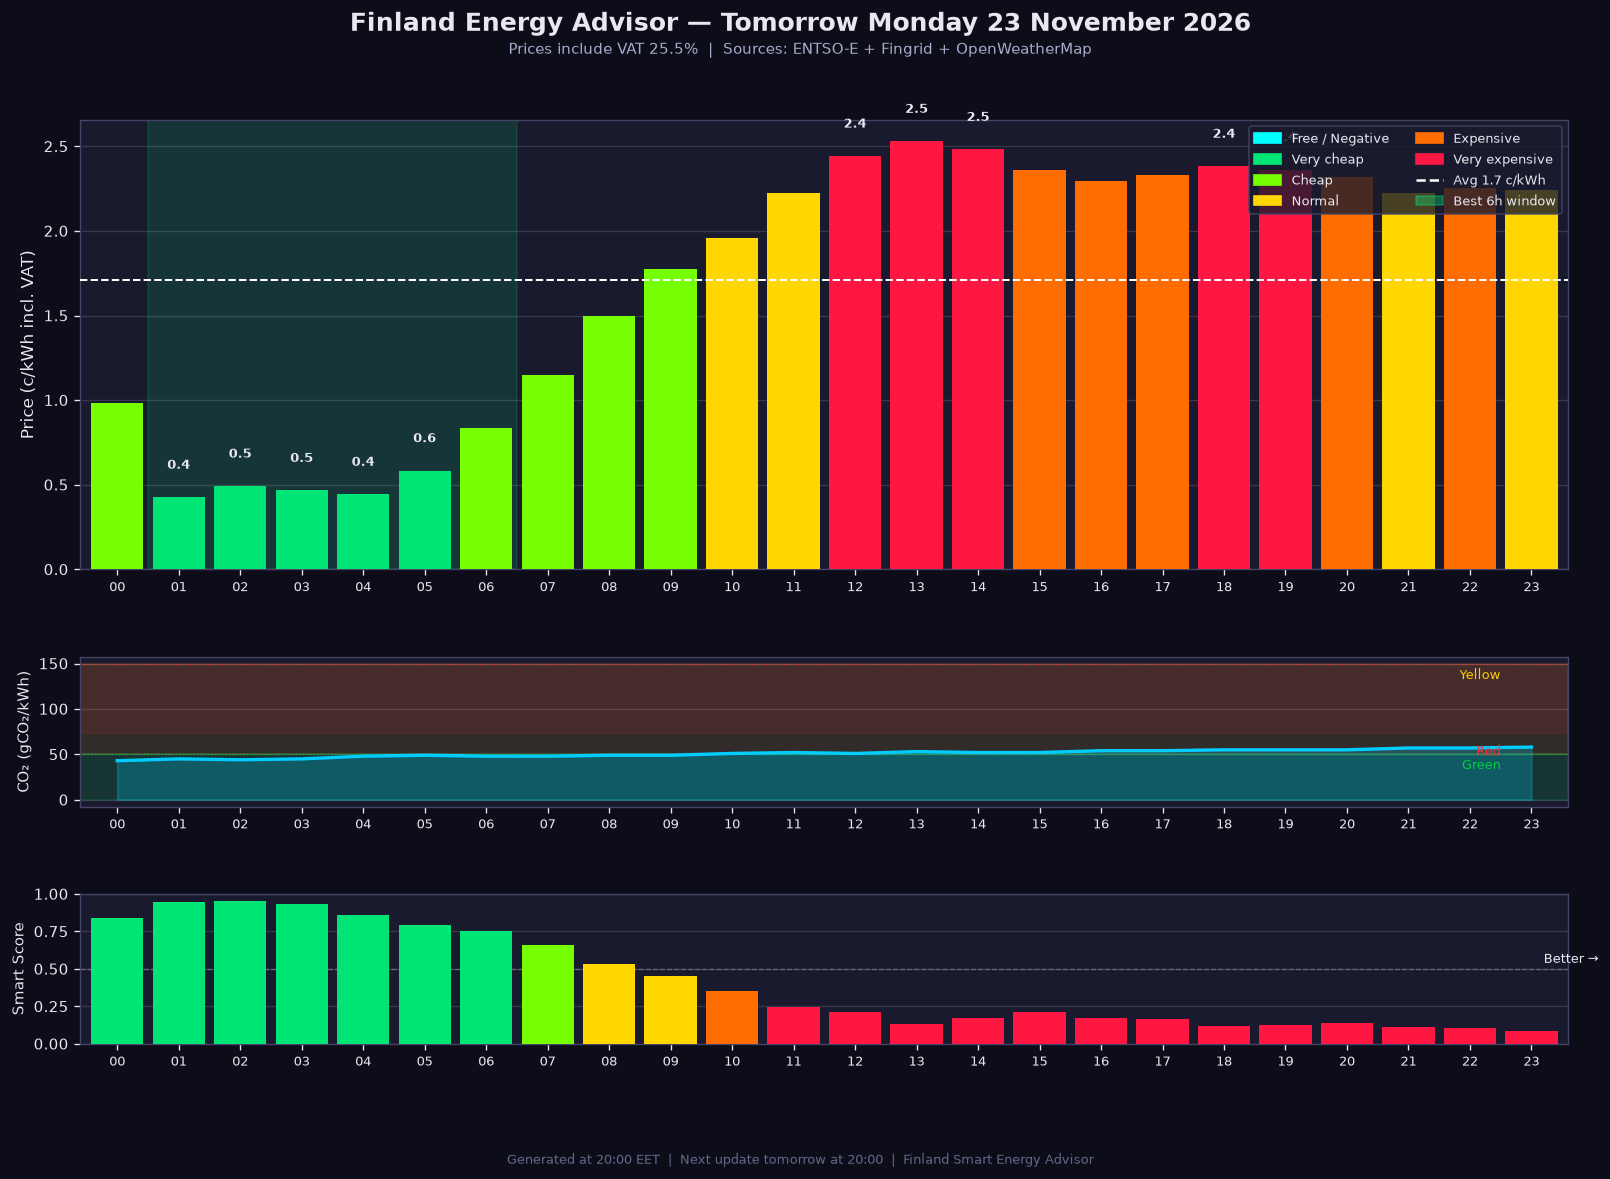 Finland Energy Advisor — Tomorrow Monday 23 November 2026
Prices include VAT 25.5%  |  Sources: ENTSO-E + Fingrid + OpenWeatherMap
Price (c/kWh incl. VAT)
2.5
2.0
1.5
1.0
0.5
0.0
0.4
0.5
0.5
0.4
0.6
2.4
2.5
2.5
2.4
Free / Negative
Very cheap
Cheap
Normal
Expensive
Very expensive
Avg 1.7 c/kWh
Best 6h window
00 01 02 03 04 05 06 07 08 09 10 11 12 13 14 15 16 17 18 19 20 21 22 23
CO₂ (gCO₂/kWh)
150
100
50
0
Yellow
Red
Green
00 01 02 03 04 05 06 07 08 09 10 11 12 13 14 15 16 17 18 19 20 21 22 23
Smart Score
1.00
0.75
0.50
0.25
0.00
Better →
00 01 02 03 04 05 06 07 08 09 10 11 12 13 14 15 16 17 18 19 20 21 22 23
Generated at 20:00 EET  |  Next update tomorrow at 20:00  |  Finland Smart Energy Advisor